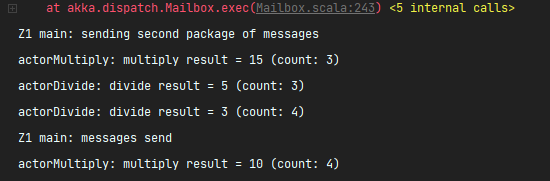 at akka.dispatch.Mailbox.exec(Mailbox.scala:243) <5 internal calls>
Z1 main: sending second package of messages
actorMultiply: multiply result = 15 (count: 3)
actorDivide: divide result = 5 (count: 3)
actorDivide: divide result = 3 (count: 4)
Z1 main: messages send
actorMultiply: multiply result = 10 (count: 4)